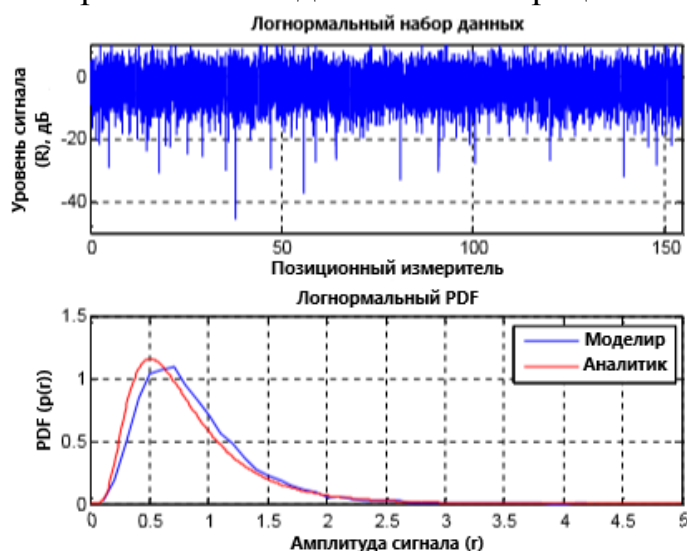 Логнормальный набор данных
Уровень сигнала
(R), дБ
0
-20
-40
0 50 100 150
Позиционный измеритель
Логнормальный PDF
PDF (p(r))
1.5
1
0.5
0
Моделир
Аналитик
0 0.5 1 1.5 2 2.5 3 3.5 4 4.5 5
Амплитуда сигнала (r)